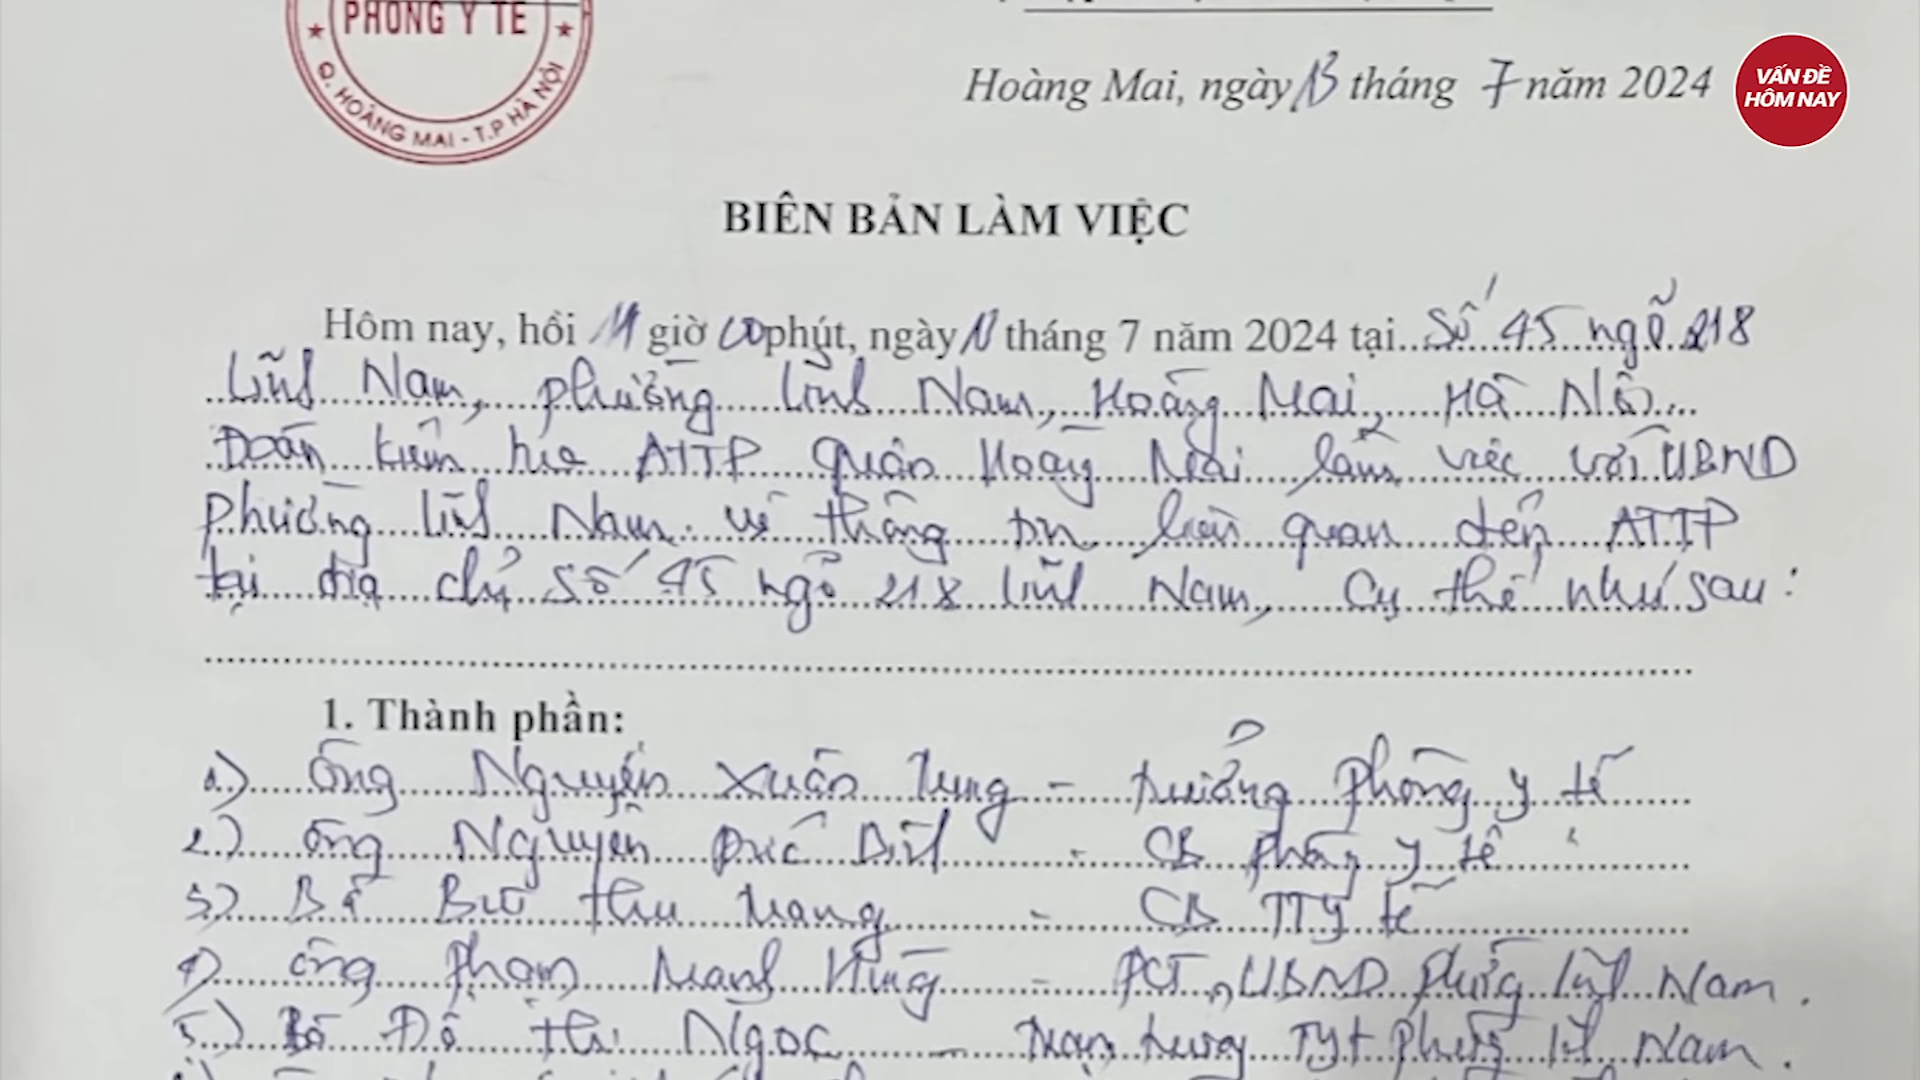 PHÒNG Y TẾ
Q. HOÀNG MAI - T.P HÀ NỘI
Hoàng Mai, ngày 13 tháng 7 năm 2024
VẤN ĐỀ
HÔM NAY
BIÊN BẢN LÀM VIỆC
Hôm nay, hồi 11 giờ 00 phút, ngày 13 tháng 7 năm 2024 tại Số 45 ngõ 218
Lĩnh Nam, phường Lĩnh Nam, Hoàng Mai, Hà Nội
Đoàn kiểm tra ATTP quận Hoàng Mai làm việc với UBND
Phường Lĩnh Nam về thông tin liên quan đến ATTP
tại địa chỉ số 45 ngõ 218 Lĩnh Nam, Cụ thể như sau:
1. Thành phần:
1) Ông Nguyễn Xuân - trưởng phòng y tế
2.) Ông Nguyễn Đức - CB phòng y tế
3) Bà Bùi Thu Trang - CB TTY tế
4) Ông Phạm Mạnh Hùng - PCT UBND phường Lĩnh Nam.
5) Bà Đỗ Thị Ngọc - Trạm trưởng TYT phường Lĩnh Nam.